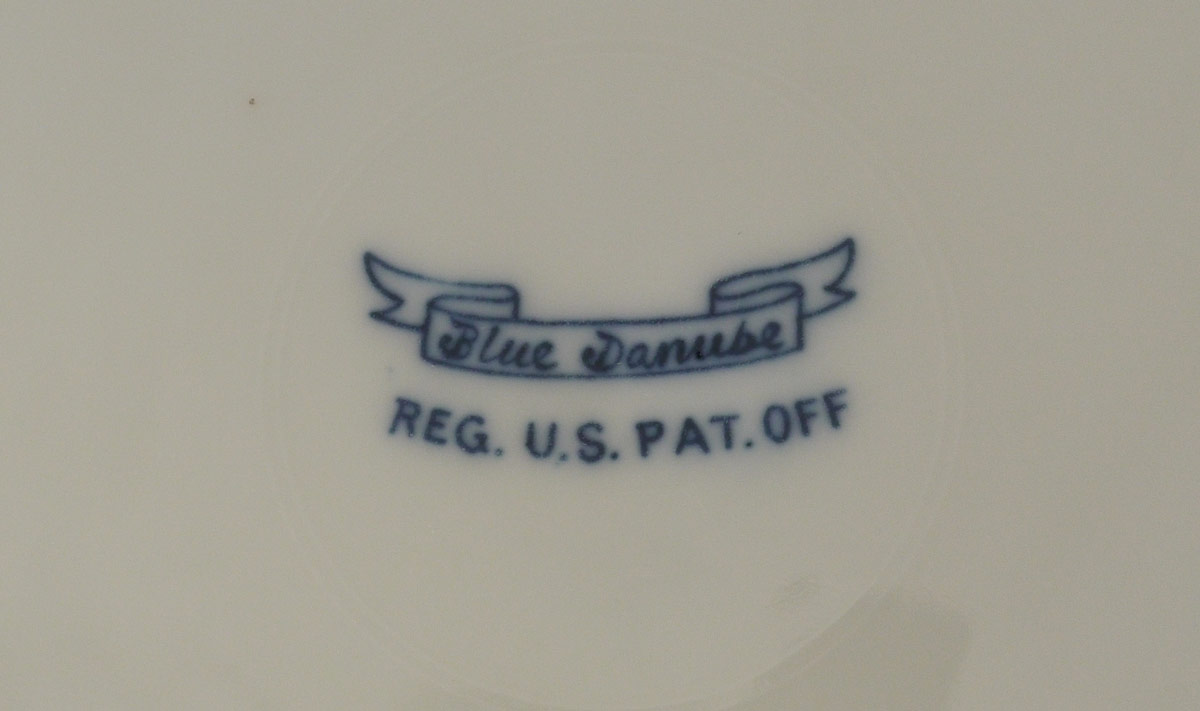 Blue Danube
REG. U.S. PAT. OFF